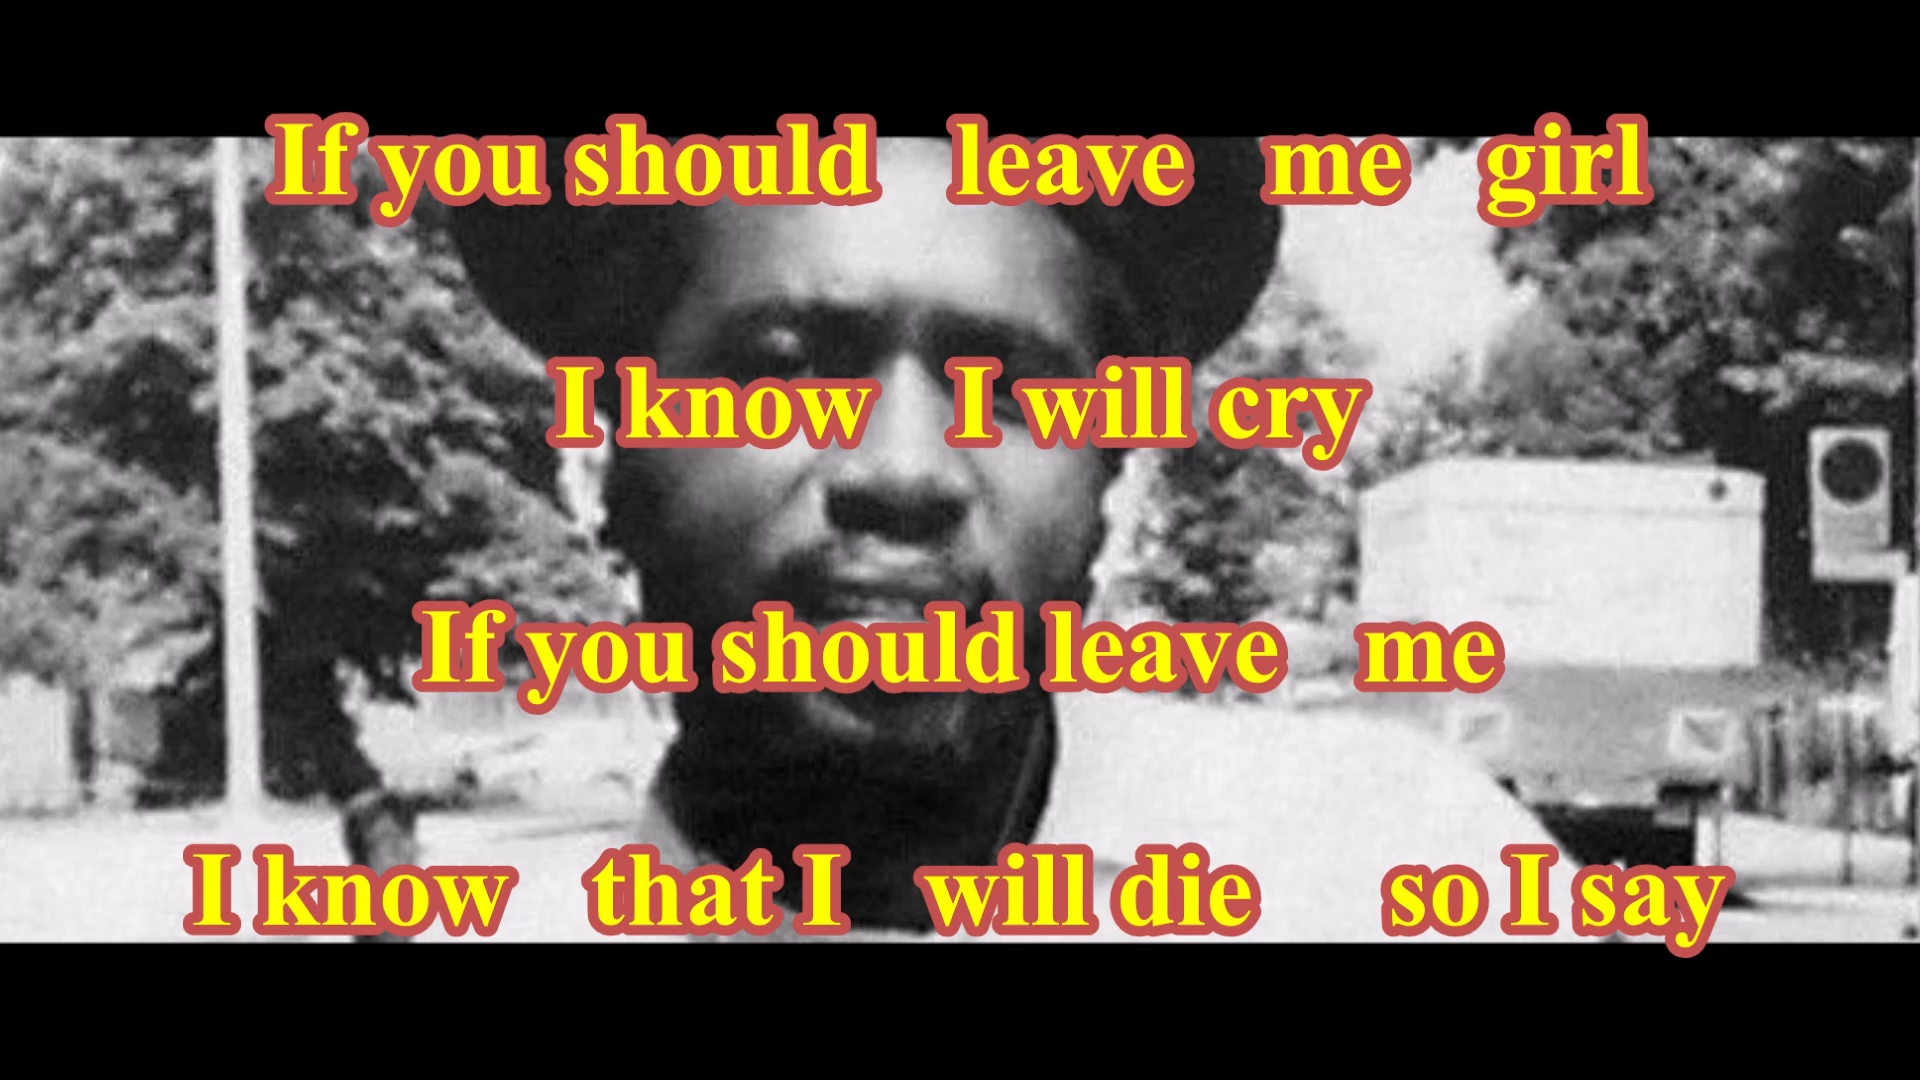 If you should leave me girl
I know I will cry
If you should leave me
I know that I will die so I say